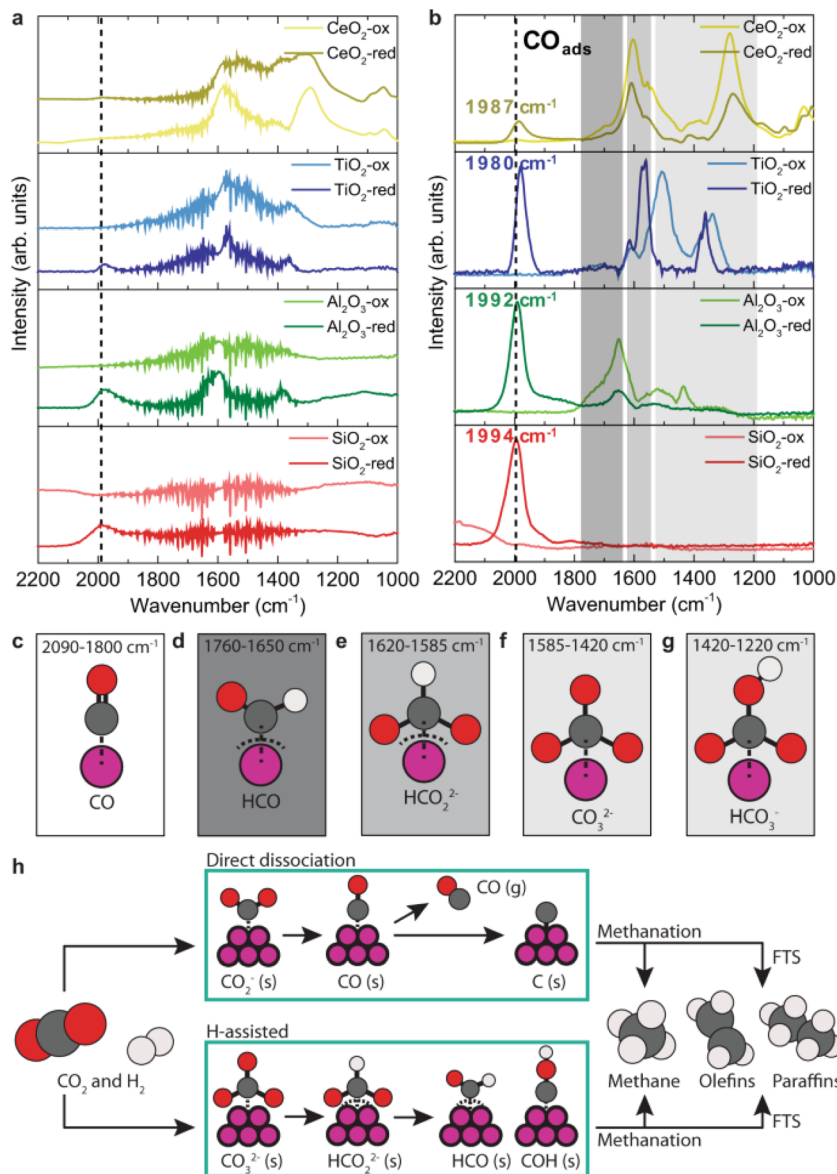 a
CeO₂-ox
CeO₂-red
TiO₂-ox
TiO₂-red
Al₂O₃-ox
Al₂O₃-red
SiO₂-ox
SiO₂-red
Intensity (arb. units)
2200 2000 1800 1600 1400 1200 1000
Wavenumber (cm⁻¹)
b
CO_ads
CeO₂-ox
CeO₂-red
1987 cm⁻¹
1980 cm⁻¹
TiO₂-ox
TiO₂-red
1992 cm⁻¹
Al₂O₃-ox
Al₂O₃-red
1994 cm⁻¹
SiO₂-ox
SiO₂-red
Intensity (arb. units)
2200 2000 1800 1600 1400 1200 1000
Wavenumber (cm⁻¹)
c
2090-1800 cm⁻¹
CO
d
1760-1650 cm⁻¹
HCO
e
1620-1585 cm⁻¹
HCO₂²⁻
f
1585-1420 cm⁻¹
CO₃²⁻
g
1420-1220 cm⁻¹
HCO₃⁻
h
Direct dissociation
CO₂⁻ (s)
CO (s)
CO (g)
C (s)
Methanation
FTS
CO₂ and H₂
Methane
Olefins
Paraffins
H-assisted
CO₃²⁻ (s)
HCO₂²⁻ (s)
HCO (s)
COH (s)
Methanation
FTS